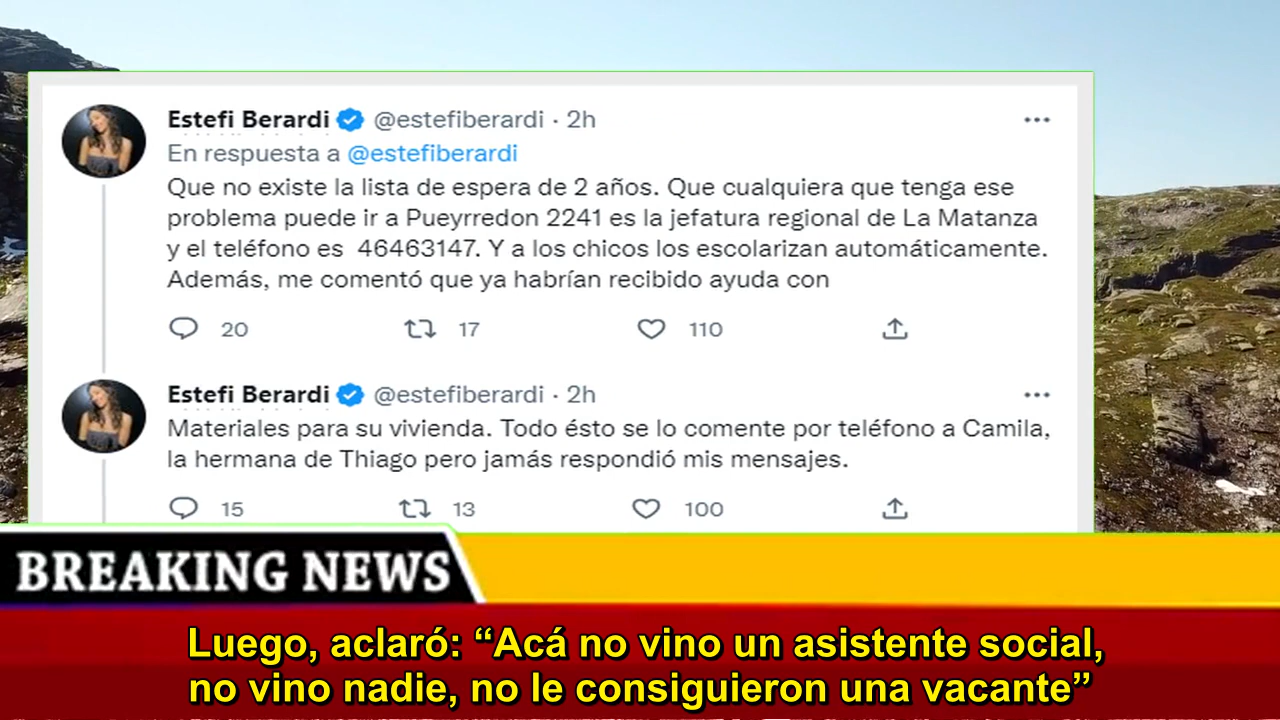 Estefi Berardi @estefiberardi · 2h
En respuesta a @estefiberardi
Que no existe la lista de espera de 2 años. Que cualquiera que tenga ese
problema puede ir a Pueyrredon 2241 es la jefatura regional de La Matanza
y el teléfono es 46463147. Y a los chicos los escolarizan automáticamente.
Además, me comentó que ya habrían recibido ayuda con
20 17 110
Estefi Berardi @estefiberardi · 2h
Materiales para su vivienda. Todo ésto se lo comente por teléfono a Camila,
la hermana de Thiago pero jamás respondió mis mensajes.
15 13 100
BREAKING NEWS
Luego, aclaró: “Acá no vino un asistente social,
no vino nadie, no le consiguieron una vacante”